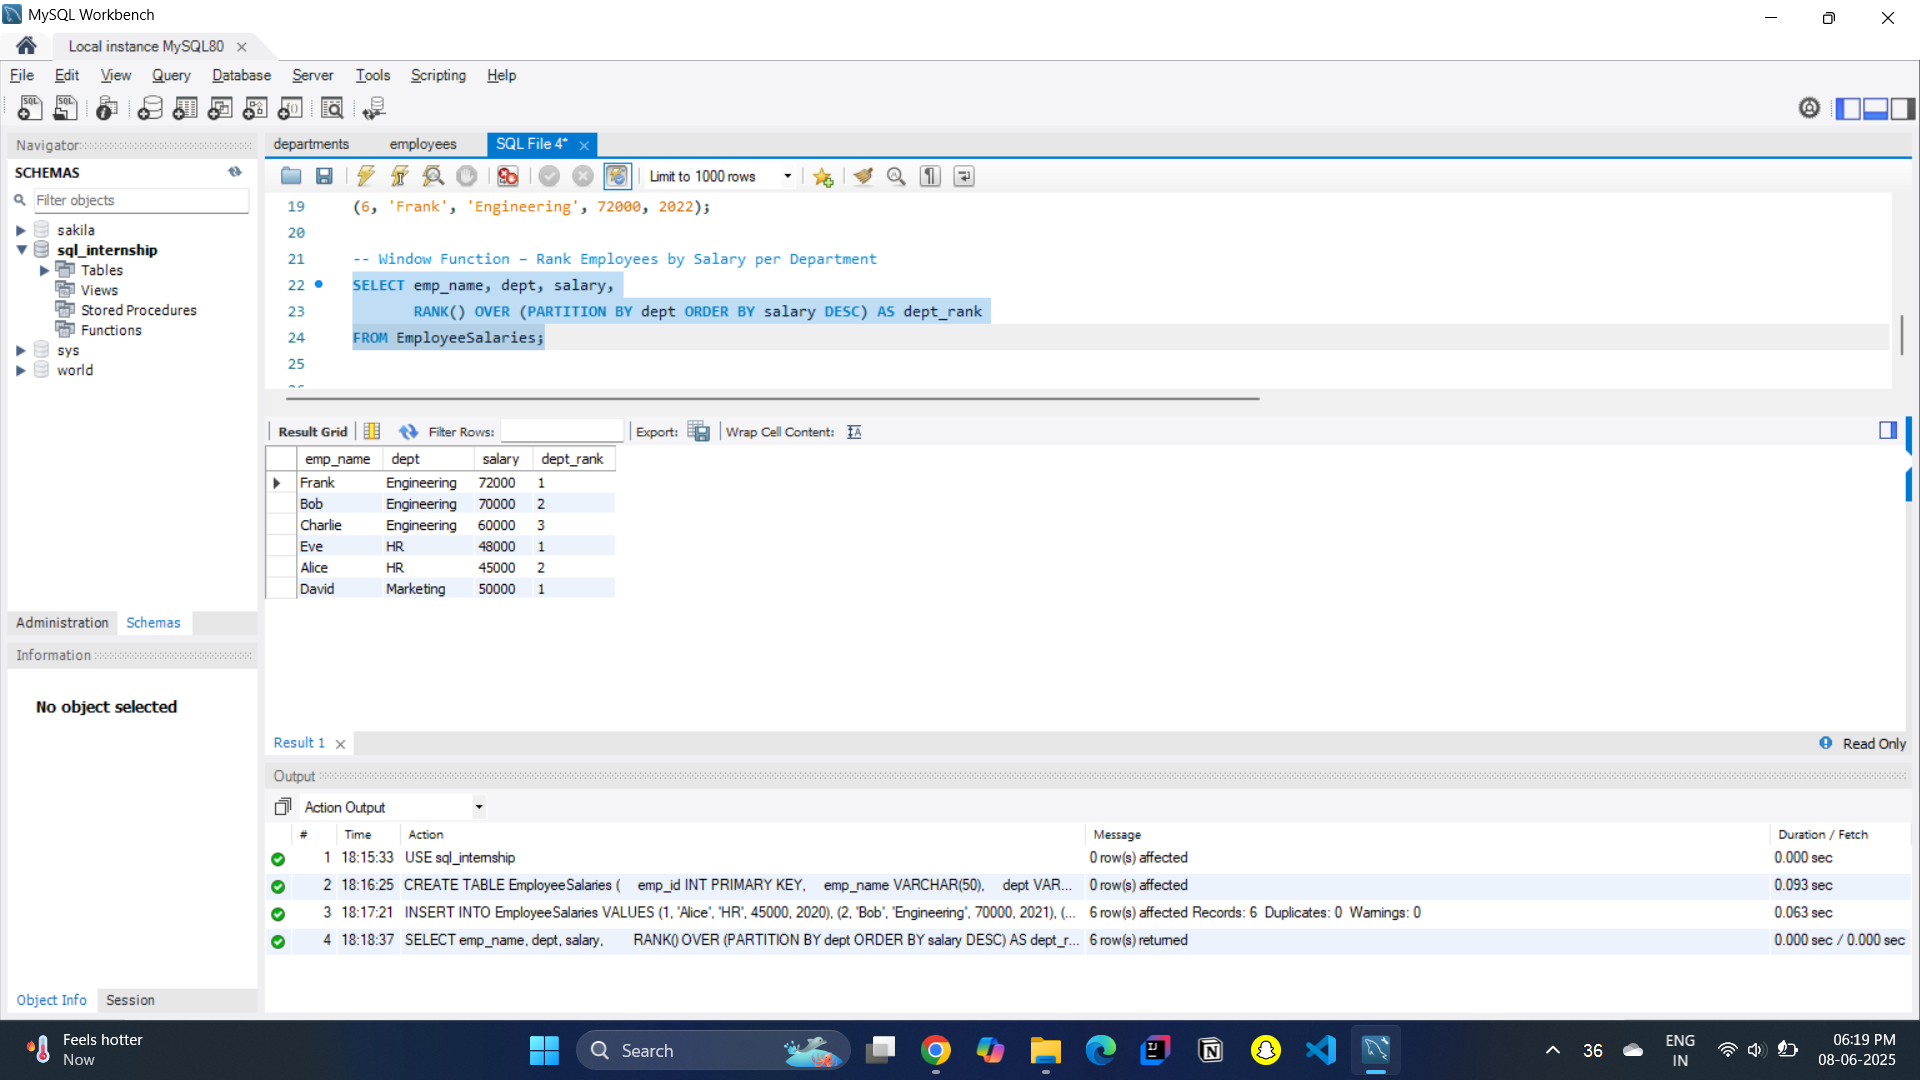 MySQL Workbench
Local instance MySQL80
File Edit View Query Database Server Tools Scripting Help
Navigator
SCHEMAS
Filter objects
sakila
sql_internship
Tables
Views
Stored Procedures
Functions
sys
world
Administration Schemas
Information
No object selected
Object Info Session
departments employees SQL File 4*
Limit to 1000 rows
19 (6, 'Frank', 'Engineering', 72000, 2022);
20
21 -- Window Function – Rank Employees by Salary per Department
22 SELECT emp_name, dept, salary,
23 RANK() OVER (PARTITION BY dept ORDER BY salary DESC) AS dept_rank
24 FROM EmployeeSalaries;
25
Result Grid Filter Rows: Export: Wrap Cell Content:
emp_name dept salary dept_rank
Frank Engineering 72000 1
Bob Engineering 70000 2
Charlie Engineering 60000 3
Eve HR 48000 1
Alice HR 45000 2
David Marketing 50000 1
Result 1 Read Only
Output
Action Output
# Time Action Message Duration / Fetch
1 18:15:33 USE sql_internship 0 row(s) affected 0.000 sec
2 18:16:25 CREATE TABLE EmployeeSalaries ( emp_id INT PRIMARY KEY, emp_name VARCHAR(50), dept VAR... 0 row(s) affected 0.093 sec
3 18:17:21 INSERT INTO EmployeeSalaries VALUES (1, 'Alice', 'HR', 45000, 2020), (2, 'Bob', 'Engineering', 70000, 2021), (... 6 row(s) affected Records: 6 Duplicates: 0 Warnings: 0 0.063 sec
4 18:18:37 SELECT emp_name, dept, salary, RANK() OVER (PARTITION BY dept ORDER BY salary DESC) AS dept_r... 6 row(s) returned 0.000 sec / 0.000 sec
Feels hotter
Now
Search
36
ENG
IN
06:19 PM
08-06-2025